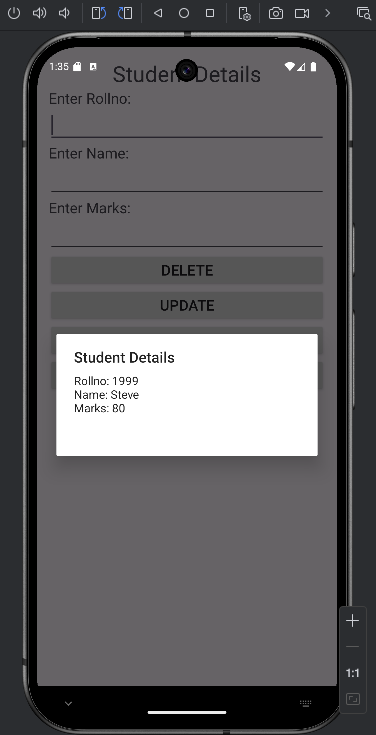 1:35
Student Details
Enter Rollno:
Enter Name:
Enter Marks:
DELETE
UPDATE
Student Details
Rollno: 1999
Name: Steve
Marks: 80
1:1